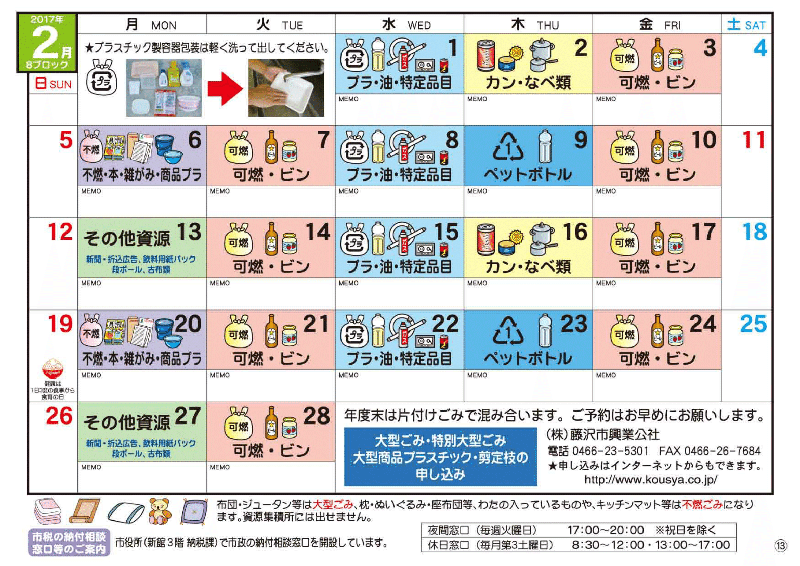 2017年
2月
8ブロック
月 MON
火 TUE
水 WED
木 THU
金 FRI
土 SAT
日 SUN
★プラスチック製容器包装は軽く洗って出してください。
プラ
1
プラ・油・特定品目
MEMO
2
カン・なべ類
MEMO
可燃
3
可燃・ビン
MEMO
4
5
不燃
6
不燃・本・雑がみ・商品プラ
MEMO
可燃
7
可燃・ビン
MEMO
プラ
8
プラ・油・特定品目
MEMO
1
9
ペットボトル
MEMO
可燃
10
可燃・ビン
MEMO
11
12
その他資源 13
新聞・折込広告、飲料用紙パック
段ボール、古布類
MEMO
可燃
14
可燃・ビン
MEMO
プラ
15
プラ・油・特定品目
MEMO
16
カン・なべ類
MEMO
可燃
17
可燃・ビン
MEMO
18
19
毎月19日は
食育の日
不燃
20
不燃・本・雑がみ・商品プラ
MEMO
可燃
21
可燃・ビン
MEMO
プラ
22
プラ・油・特定品目
MEMO
1
23
ペットボトル
MEMO
可燃
24
可燃・ビン
MEMO
25
26
その他資源 27
新聞・折込広告、飲料用紙パック
段ボール、古布類
MEMO
可燃
28
可燃・ビン
MEMO
年度末は片付けごみで混み合います。ご予約はお早めにお願いします。
大型ごみ・特別大型ごみ
大型商品プラスチック・剪定枝の
申し込み
(株)藤沢市興業公社
電話 0466-23-5301 FAX 0466-26-7684
★申し込みはインターネットからもできます。
http://www.kousya.co.jp/
布団・ジュータン等は大型ごみ、枕・ぬいぐるみ・座布団等、わたの入っているものや、キッチンマット等は不燃ごみになり
ます。資源集積所には出せません。
市税の納付相談
窓口等のご案内
市役所(新館3階 納税課)で市政の納付相談窓口を開設しています。
夜間窓口(毎週火曜日) 17:00～20:00 ※祝日を除く
休日窓口(毎月第3土曜日) 8:30～12:00・13:00～17:00
⑬